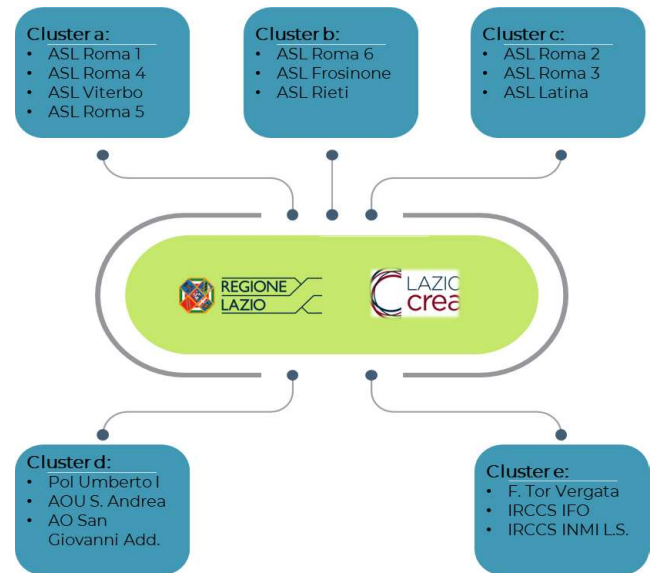 Cluster a:
• ASL Roma 1
• ASL Roma 4
• ASL Viterbo
• ASL Roma 5
Cluster b:
• ASL Roma 6
• ASL Frosinone
• ASL Rieti
Cluster c:
• ASL Roma 2
• ASL Roma 3
• ASL Latina
REGIONE
LAZIO
LAZIO
crea
Cluster d:
• Pol Umberto I
• AOU S. Andrea
• AO San
Giovanni Add.
Cluster e:
• F. Tor Vergata
• IRCCS IFO
• IRCCS INMI L.S.